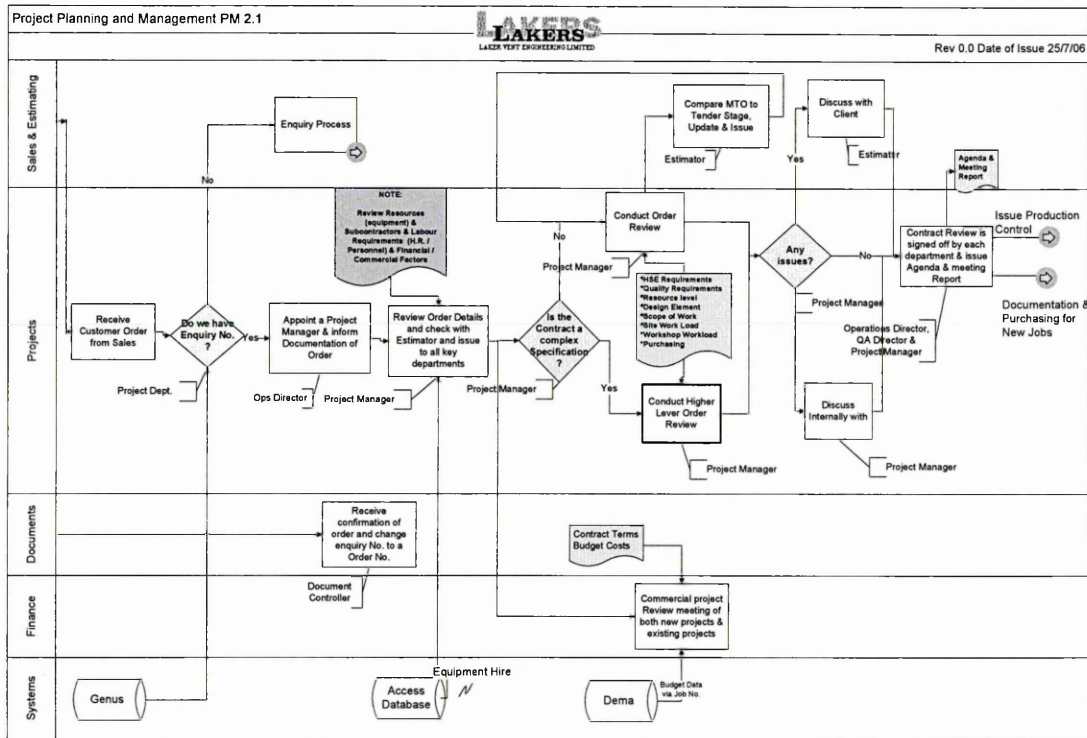 Project Planning and Management PM 2.1
LAKERS
LAKERS
LAKER VENT ENGINEERING LIMITED
Rev 0.0 Date of Issue 25/7/06
Sales & Estimating
Enquiry Process
Compare MTO to
Tender Stage,
Update & Issue
Estimator
Discuss with
Client
Estimator
Yes
Agenda &
Meeting
Report
No
Projects
NOTE:
Review Resources
(equipment) &
Subcontractors & Labour
Requirements (H.R. /
Personnel) & Financial /
Commercial Factors
Receive
Customer Order
from Sales
Do we have
Enquiry No.
?
Project Dept.
Yes
Appoint a Project
Manager & inform
Documentation of
Order
Ops Director
Review Order Details
and check with
Estimator and issue
to all key
departments
Project Manager
Is the
Contract a
complex
Specification
?
Project Manager
No
Yes
Conduct Order
Review
Project Manager
*HSE Requirements
*Quality Requirements
*Resource level
*Design Element
*Scope of Work
*Site Work Load
*Workshop Workload
*Purchasing
Conduct Higher
Lever Order
Review
Project Manager
Any
issues?
No
Project Manager
Discuss
Internally with
Project Manager
Contract Review is
signed off by each
department & issue
Agenda & meeting
Report
Operations Director,
QA Director &
Project Manager
Issue Production
Control
Documentation &
Purchasing for
New Jobs
Documents
Receive
confirmation of
order and change
enquiry No. to a
Order No.
Document
Controller
Contract Terms
Budget Costs
Finance
Commercial project
Review meeting of
both new projects &
existing projects
Systems
Genus
Access
Database
Equipment Hire
N
Dema
Budget Data
via Job No.